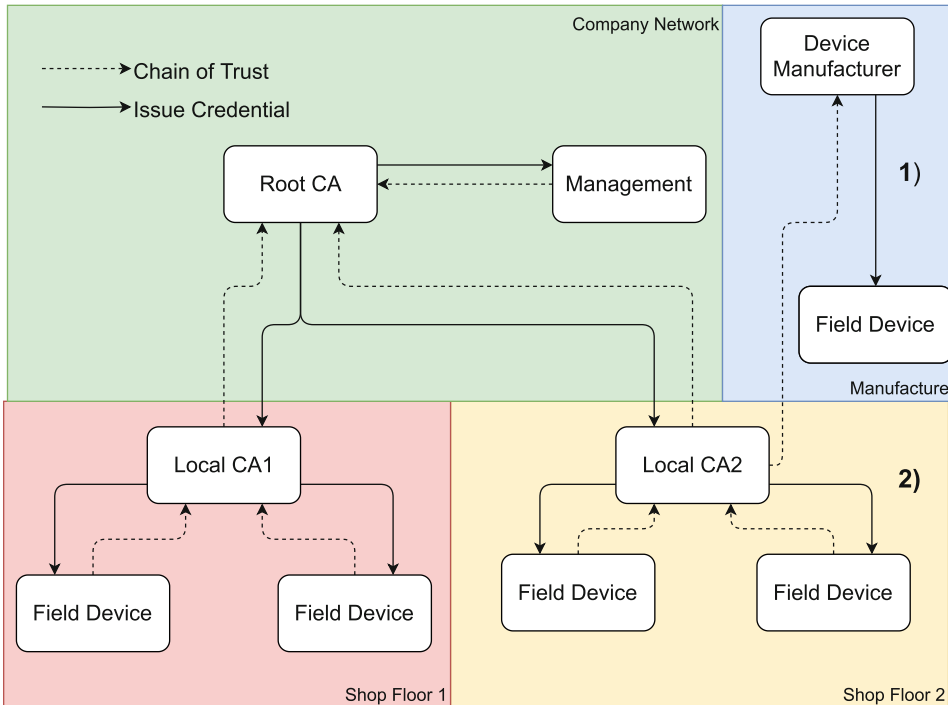 Company Network
Chain of Trust
Issue Credential
Device
Manufacturer
Root CA
Management
1)
Field Device
Manufacture
Local CA1
Local CA2
2)
Field Device
Field Device
Field Device
Field Device
Shop Floor 1
Shop Floor 2